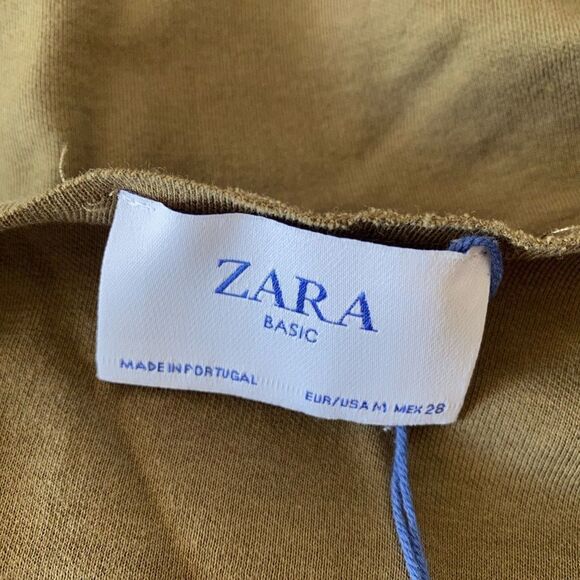 ZARA
BASIC
MADE IN PORTUGAL
EUR/USA M MEX 28